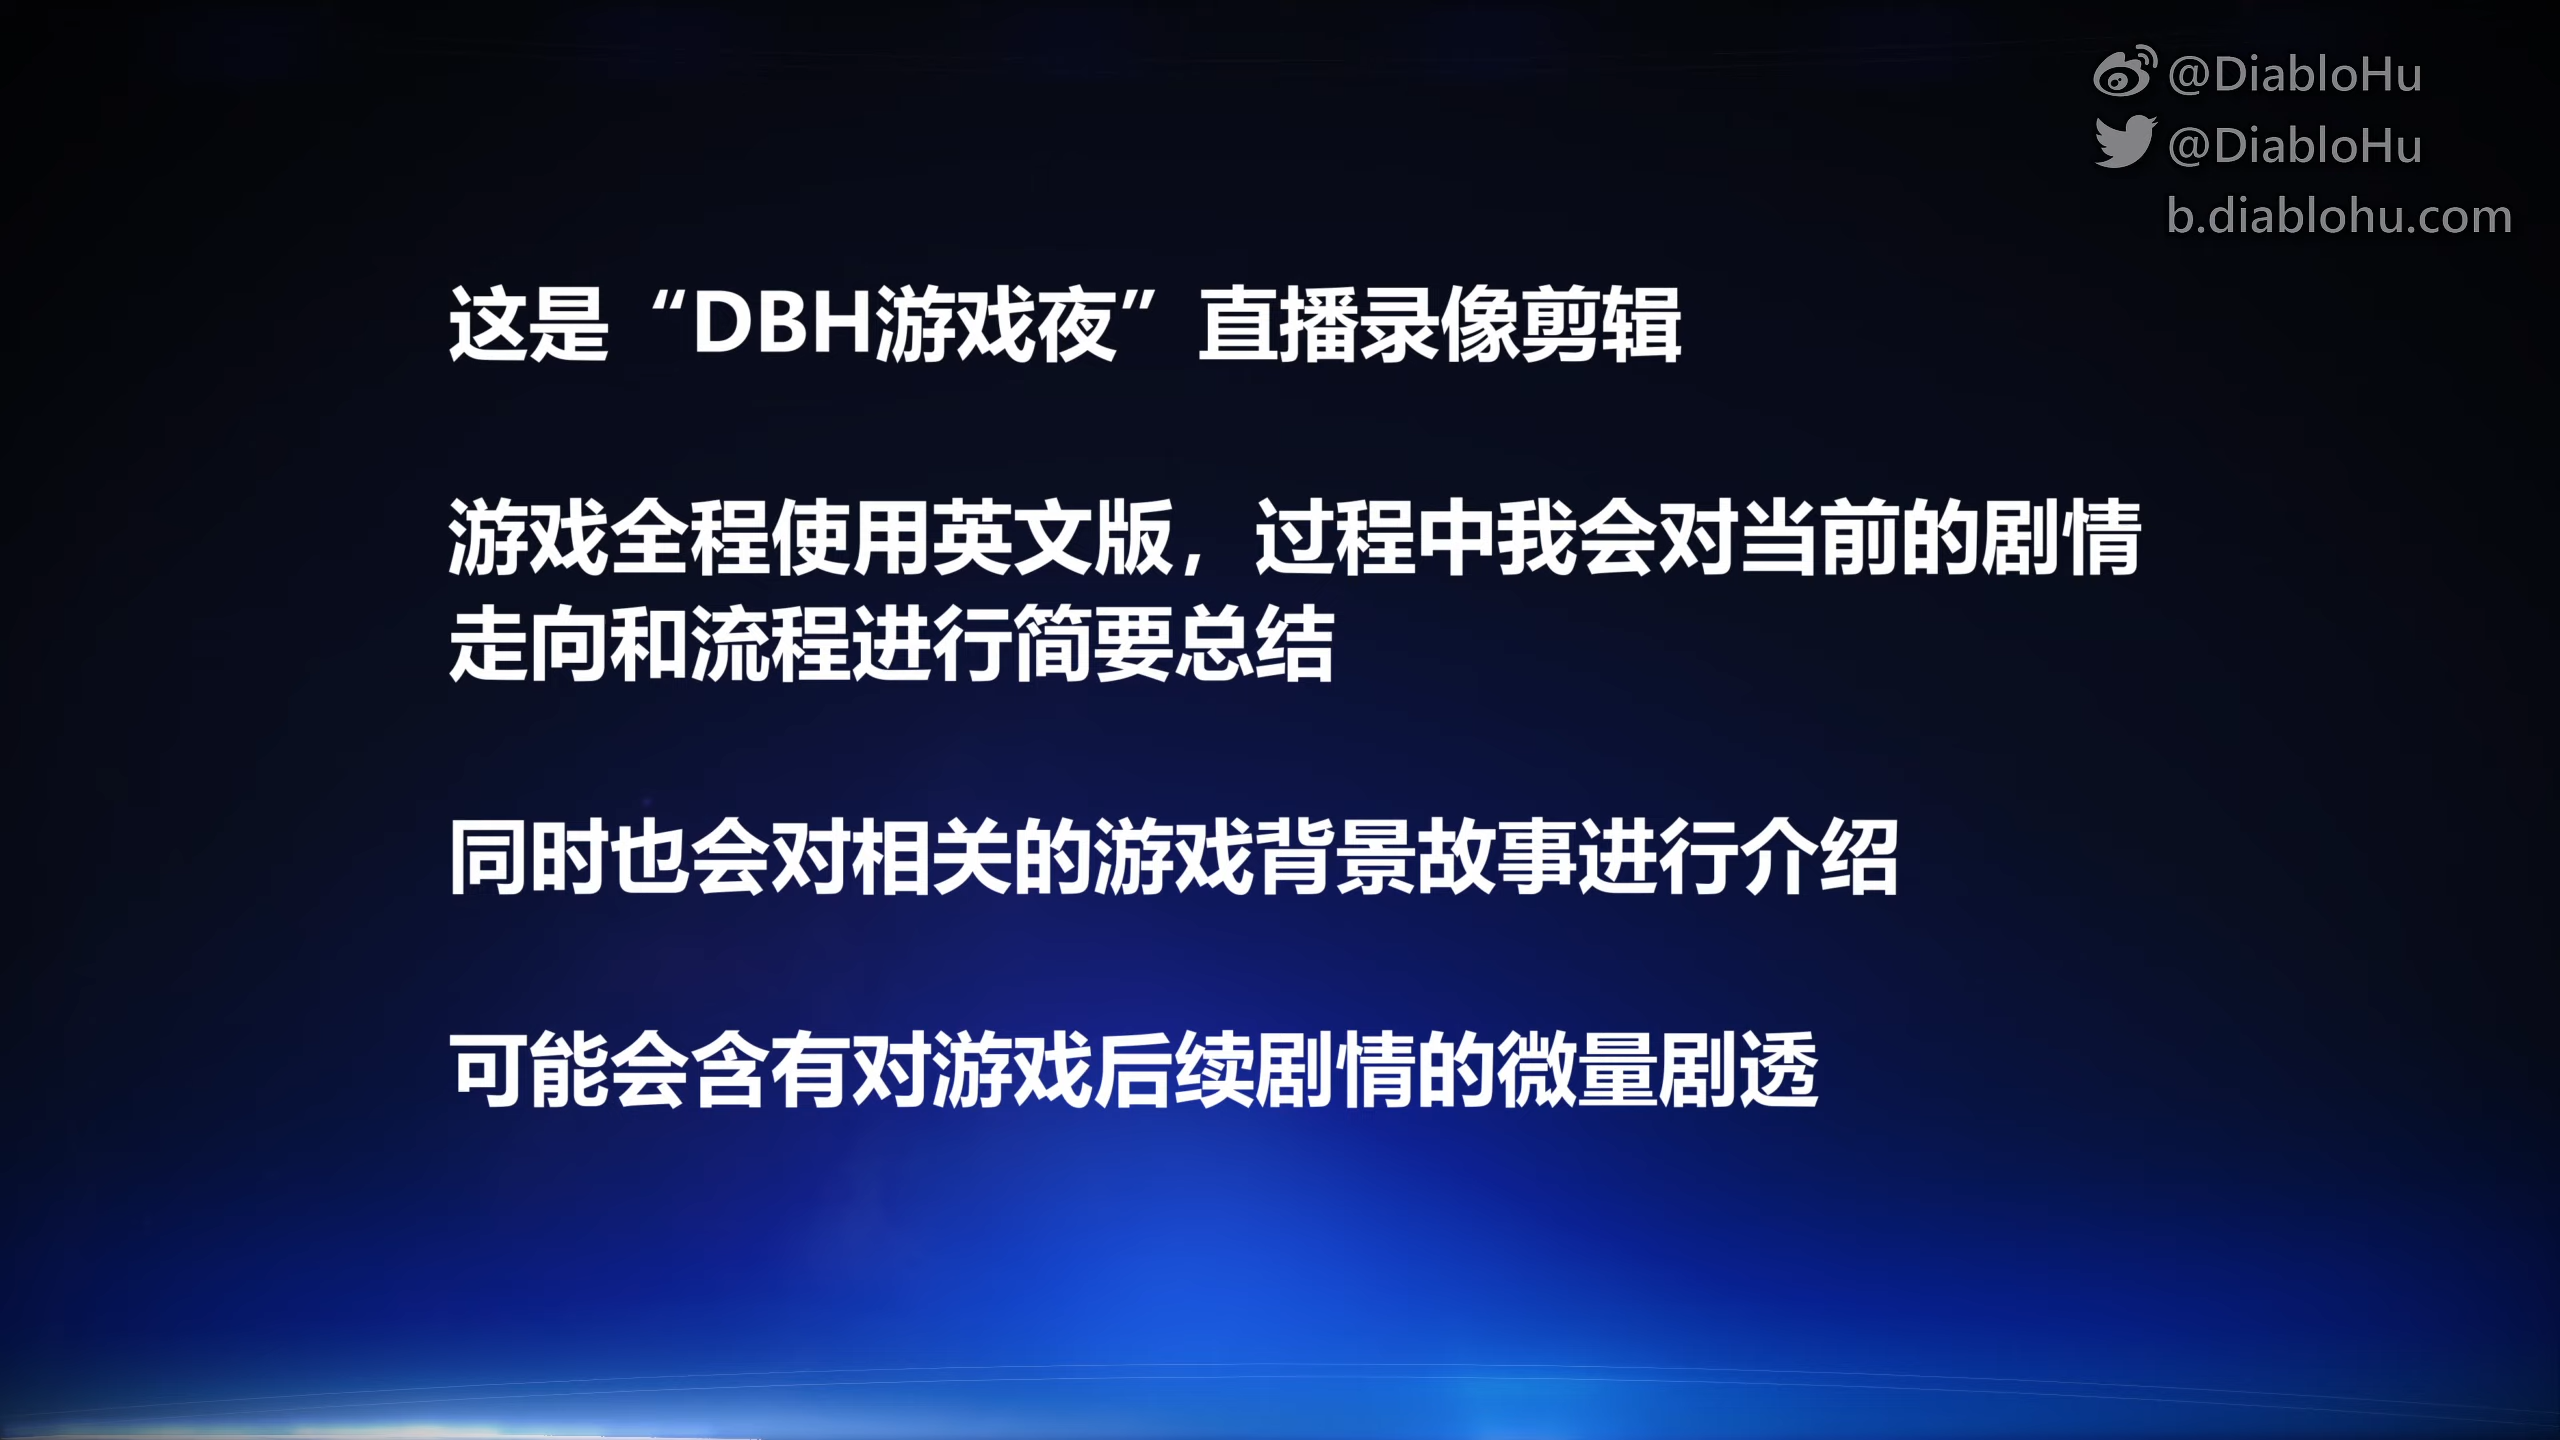 @DiabloHu
@DiabloHu
b.diablohu.com
这是“DBH游戏夜”直播录像剪辑
游戏全程使用英文版，过程中我会对当前的剧情
走向和流程进行简要总结
同时也会对相关的游戏背景故事进行介绍
可能会含有对游戏后续剧情的微量剧透